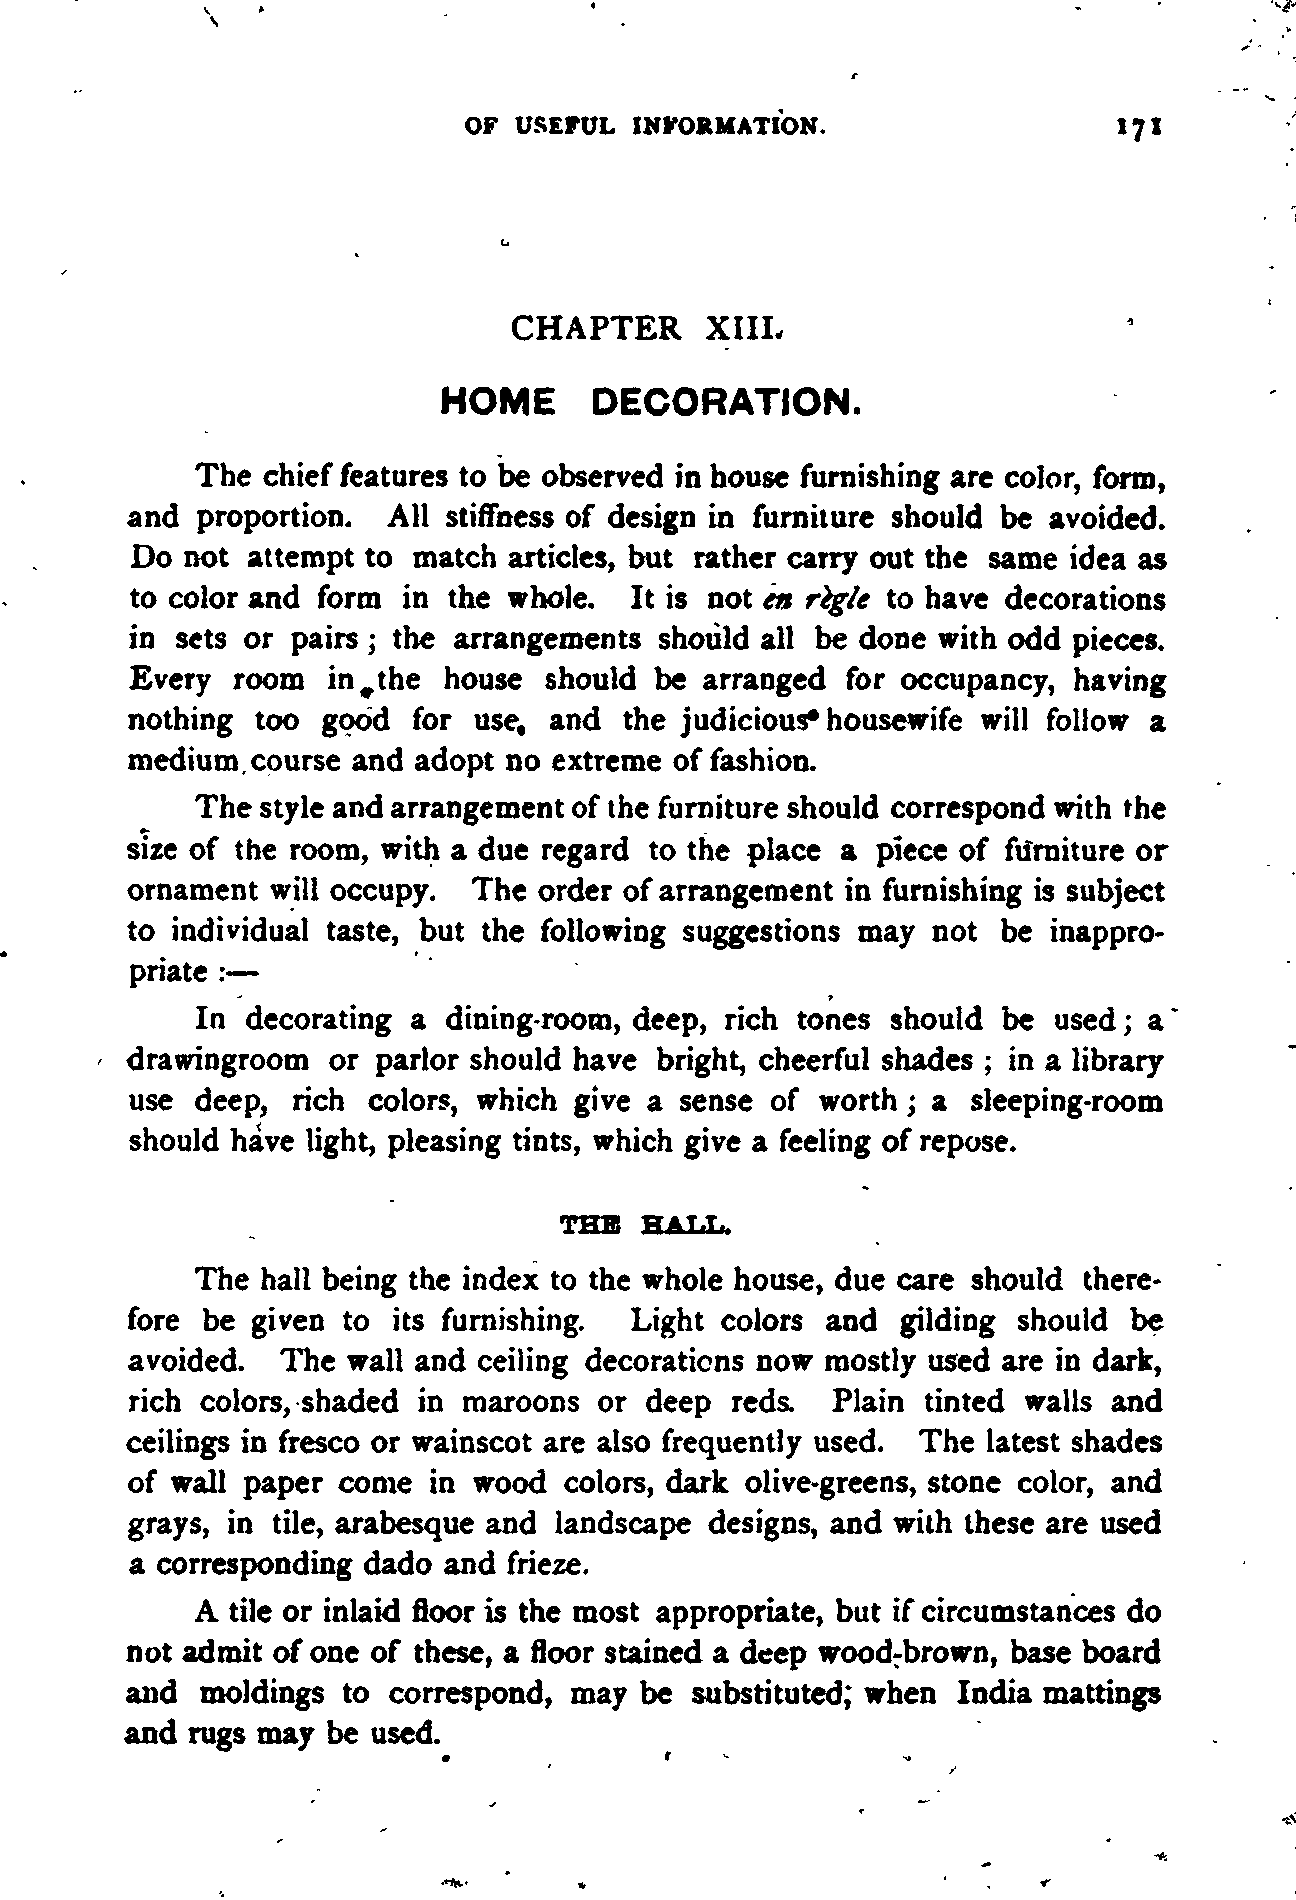 OF USEFUL INFORMATION. 171
CHAPTER XIII.
HOME DECORATION.
The chief features to be observed in house furnishing are color, form,
and proportion. All stiffness of design in furniture should be avoided.
Do not attempt to match articles, but rather carry out the same idea as
to color and form in the whole. It is not en règle to have decorations
in sets or pairs ; the arrangements should all be done with odd pieces.
Every room in the house should be arranged for occupancy, having
nothing too good for use, and the judicious housewife will follow a
medium course and adopt no extreme of fashion.
The style and arrangement of the furniture should correspond with the
size of the room, with a due regard to the place a piece of furniture or
ornament will occupy. The order of arrangement in furnishing is subject
to individual taste, but the following suggestions may not be inappro-
priate :—
In decorating a dining-room, deep, rich tones should be used ; a
drawingroom or parlor should have bright, cheerful shades ; in a library
use deep, rich colors, which give a sense of worth ; a sleeping-room
should have light, pleasing tints, which give a feeling of repose.
THE HALL.
The hall being the index to the whole house, due care should there-
fore be given to its furnishing. Light colors and gilding should be
avoided. The wall and ceiling decorations now mostly used are in dark,
rich colors, shaded in maroons or deep reds. Plain tinted walls and
ceilings in fresco or wainscot are also frequently used. The latest shades
of wall paper come in wood colors, dark olive-greens, stone color, and
grays, in tile, arabesque and landscape designs, and with these are used
a corresponding dado and frieze.
A tile or inlaid floor is the most appropriate, but if circumstances do
not admit of one of these, a floor stained a deep wood-brown, base board
and moldings to correspond, may be substituted; when India mattings
and rugs may be used.